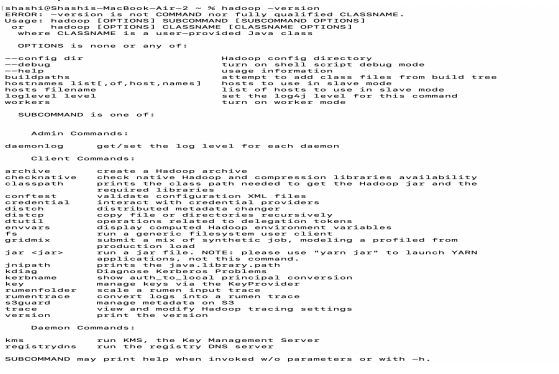 [shashi@Shashis-MacBook-Air-2 ~ % hadoop -version
ERROR: -version is not COMMAND nor fully qualified CLASSNAME.
Usage: hadoop [OPTIONS] SUBCOMMAND [SUBCOMMAND OPTIONS]
or hadoop [OPTIONS] CLASSNAME [CLASSNAME OPTIONS]
where CLASSNAME is a user-provided Java class
OPTIONS is none or any of:
--config dir Hadoop config directory
--debug turn on shell script debug mode
--help usage information
buildpaths attempt to add class files from build tree
hostnames list[,of,host,names] hosts to use in slave mode
hosts filename list of hosts to use in slave mode
loglevel level set the log4j level for this command
workers turn on worker mode
SUBCOMMAND is one of:
Admin Commands:
daemonlog get/set the log level for each daemon
Client Commands:
archive create a Hadoop archive
checknative check native Hadoop and compression libraries availability
classpath prints the class path needed to get the Hadoop jar and the
required libraries
conftest validate configuration XML files
credential interact with credential providers
distch distributed metadata changer
distcp copy file or directories recursively
dtutil operations related to delegation tokens
envvars display computed Hadoop environment variables
fs run a generic filesystem user client
gridmix submit a mix of synthetic job, modeling a profiled from
production load
jar <jar> run a jar file. NOTE: please use "yarn jar" to launch YARN
applications, not this command.
jnipath prints the java.library.path
kdiag Diagnose Kerberos Problems
kerbname show auth_to_local principal conversion
key manage keys via the KeyProvider
rumenfolder scale a rumen input trace
rumentrace convert logs into a rumen trace
s3guard manage metadata on S3
trace view and modify Hadoop tracing settings
version print the version
Daemon Commands:
kms run KMS, the Key Management Server
registrydns run the registry DNS server
SUBCOMMAND may print help when invoked w/o parameters or with -h.